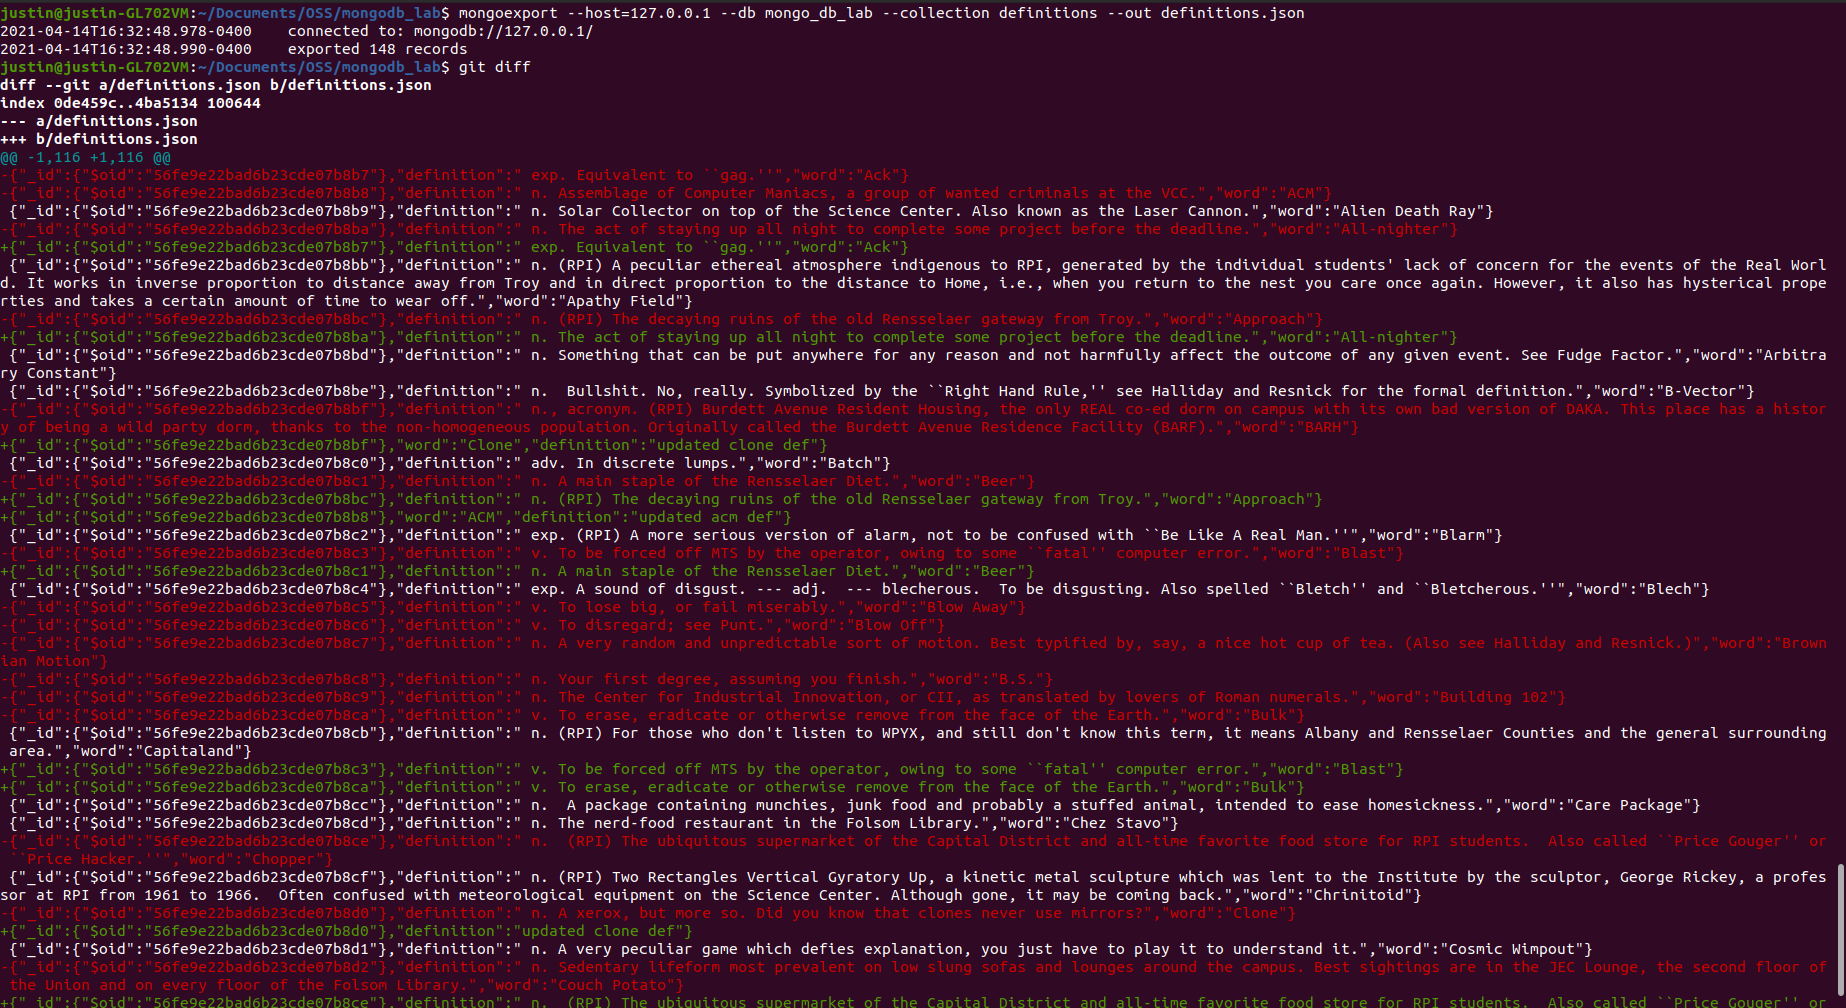 justin@justin-GL702VM:~/Documents/OSS/mongodb_lab$ mongoexport --host=127.0.0.1 --db mongo_db_lab --collection definitions --out definitions.json
2021-04-14T16:32:48.978-0400    connected to: mongodb://127.0.0.1/
2021-04-14T16:32:48.990-0400    exported 148 records
justin@justin-GL702VM:~/Documents/OSS/mongodb_lab$ git diff
diff --git a/definitions.json b/definitions.json
index 0de459c..4ba5134 100644
--- a/definitions.json
+++ b/definitions.json
@@ -1,116 +1,116 @@
-{"_id":{"$oid":"56fe9e22bad6b23cde07b8b7"},"definition":" exp. Equivalent to ``gag.''","word":"Ack"}
-{"_id":{"$oid":"56fe9e22bad6b23cde07b8b8"},"definition":" n. Assemblage of Computer Maniacs, a group of wanted criminals at the VCC.","word":"ACM"}
 {"_id":{"$oid":"56fe9e22bad6b23cde07b8b9"},"definition":" n. Solar Collector on top of the Science Center. Also known as the Laser Cannon.","word":"Alien Death Ray"}
-{"_id":{"$oid":"56fe9e22bad6b23cde07b8ba"},"definition":" n. The act of staying up all night to complete some project before the deadline.","word":"All-nighter"}
+{"_id":{"$oid":"56fe9e22bad6b23cde07b8b7"},"definition":" exp. Equivalent to ``gag.''","word":"Ack"}
 {"_id":{"$oid":"56fe9e22bad6b23cde07b8bb"},"definition":" n. (RPI) A peculiar ethereal atmosphere indigenous to RPI, generated by the individual students' lack of concern for the events of the Real Worl
d. It works in inverse proportion to distance away from Troy and in direct proportion to the distance to Home, i.e., when you return to the nest you care once again. However, it also has hysterical prope
rties and takes a certain amount of time to wear off.","word":"Apathy Field"}
-{"_id":{"$oid":"56fe9e22bad6b23cde07b8bc"},"definition":" n. (RPI) The decaying ruins of the old Rensselaer gateway from Troy.","word":"Approach"}
+{"_id":{"$oid":"56fe9e22bad6b23cde07b8ba"},"definition":" n. The act of staying up all night to complete some project before the deadline.","word":"All-nighter"}
 {"_id":{"$oid":"56fe9e22bad6b23cde07b8bd"},"definition":" n. Something that can be put anywhere for any reason and not harmfully affect the outcome of any given event. See Fudge Factor.","word":"Arbitra
ry Constant"}
 {"_id":{"$oid":"56fe9e22bad6b23cde07b8be"},"definition":" n.  Bullshit. No, really. Symbolized by the ``Right Hand Rule,'' see Halliday and Resnick for the formal definition.","word":"B-Vector"}
-{"_id":{"$oid":"56fe9e22bad6b23cde07b8bf"},"definition":" n., acronym. (RPI) Burdett Avenue Resident Housing, the only REAL co-ed dorm on campus with its own bad version of DAKA. This place has a histor
y of being a wild party dorm, thanks to the non-homogeneous population. Originally called the Burdett Avenue Residence Facility (BARF).","word":"BARH"}
+{"_id":{"$oid":"56fe9e22bad6b23cde07b8bf"},"word":"Clone","definition":"updated clone def"}
 {"_id":{"$oid":"56fe9e22bad6b23cde07b8c0"},"definition":" adv. In discrete lumps.","word":"Batch"}
-{"_id":{"$oid":"56fe9e22bad6b23cde07b8c1"},"definition":" n. A main staple of the Rensselaer Diet.","word":"Beer"}
+{"_id":{"$oid":"56fe9e22bad6b23cde07b8bc"},"definition":" n. (RPI) The decaying ruins of the old Rensselaer gateway from Troy.","word":"Approach"}
+{"_id":{"$oid":"56fe9e22bad6b23cde07b8b8"},"word":"ACM","definition":"updated acm def"}
 {"_id":{"$oid":"56fe9e22bad6b23cde07b8c2"},"definition":" exp. (RPI) A more serious version of alarm, not to be confused with ``Be Like A Real Man.''","word":"Blarm"}
-{"_id":{"$oid":"56fe9e22bad6b23cde07b8c3"},"definition":" v. To be forced off MTS by the operator, owing to some ``fatal'' computer error.","word":"Blast"}
+{"_id":{"$oid":"56fe9e22bad6b23cde07b8c1"},"definition":" n. A main staple of the Rensselaer Diet.","word":"Beer"}
 {"_id":{"$oid":"56fe9e22bad6b23cde07b8c4"},"definition":" exp. A sound of disgust. --- adj.  --- blecherous.  To be disgusting. Also spelled ``Bletch'' and ``Bletcherous.''","word":"Blech"}
-{"_id":{"$oid":"56fe9e22bad6b23cde07b8c5"},"definition":" v. To lose big, or fail miserably.","word":"Blow Away"}
-{"_id":{"$oid":"56fe9e22bad6b23cde07b8c6"},"definition":" v. To disregard; see Punt.","word":"Blow Off"}
-{"_id":{"$oid":"56fe9e22bad6b23cde07b8c7"},"definition":" n. A very random and unpredictable sort of motion. Best typified by, say, a nice hot cup of tea. (Also see Halliday and Resnick.)","word":"Brown
ian Motion"}
-{"_id":{"$oid":"56fe9e22bad6b23cde07b8c8"},"definition":" n. Your first degree, assuming you finish.","word":"B.S."}
-{"_id":{"$oid":"56fe9e22bad6b23cde07b8c9"},"definition":" n. The Center for Industrial Innovation, or CII, as translated by lovers of Roman numerals.","word":"Building 102"}
-{"_id":{"$oid":"56fe9e22bad6b23cde07b8ca"},"definition":" v. To erase, eradicate or otherwise remove from the face of the Earth.","word":"Bulk"}
 {"_id":{"$oid":"56fe9e22bad6b23cde07b8cb"},"definition":" n. (RPI) For those who don't listen to WPYX, and still don't know this term, it means Albany and Rensselaer Counties and the general surrounding
 area.","word":"Capitaland"}
+{"_id":{"$oid":"56fe9e22bad6b23cde07b8c3"},"definition":" v. To be forced off MTS by the operator, owing to some ``fatal'' computer error.","word":"Blast"}
+{"_id":{"$oid":"56fe9e22bad6b23cde07b8ca"},"definition":" v. To erase, eradicate or otherwise remove from the face of the Earth.","word":"Bulk"}
 {"_id":{"$oid":"56fe9e22bad6b23cde07b8cc"},"definition":" n.  A package containing munchies, junk food and probably a stuffed animal, intended to ease homesickness.","word":"Care Package"}
 {"_id":{"$oid":"56fe9e22bad6b23cde07b8cd"},"definition":" n. The nerd-food restaurant in the Folsom Library.","word":"Chez Stavo"}
-{"_id":{"$oid":"56fe9e22bad6b23cde07b8ce"},"definition":" n.  (RPI) The ubiquitous supermarket of the Capital District and all-time favorite food store for RPI students.  Also called ``Price Gouger'' or
 ``Price Hacker.''","word":"Chopper"}
 {"_id":{"$oid":"56fe9e22bad6b23cde07b8cf"},"definition":" n. (RPI) Two Rectangles Vertical Gyratory Up, a kinetic metal sculpture which was lent to the Institute by the sculptor, George Rickey, a profes
sor at RPI from 1961 to 1966.  Often confused with meteorological equipment on the Science Center. Although gone, it may be coming back.","word":"Chrinitoid"}
-{"_id":{"$oid":"56fe9e22bad6b23cde07b8d0"},"definition":" n. A xerox, but more so. Did you know that clones never use mirrors?","word":"Clone"}
+{"_id":{"$oid":"56fe9e22bad6b23cde07b8d0"},"definition":"updated clone def"}
 {"_id":{"$oid":"56fe9e22bad6b23cde07b8d1"},"definition":" n. A very peculiar game which defies explanation, you just have to play it to understand it.","word":"Cosmic Wimpout"}
-{"_id":{"$oid":"56fe9e22bad6b23cde07b8d2"},"definition":" n. Sedentary lifeform most prevalent on low slung sofas and lounges around the campus. Best sightings are in the JEC Lounge, the second floor of
 the Union and on every floor of the Folsom Library.","word":"Couch Potato"}
+{"_id":{"$oid":"56fe9e22bad6b23cde07b8ce"},"definition":" n.  (RPI) The ubiquitous supermarket of the Capital District and all-time favorite food store for RPI students.  Also called ``Price Gouger'' or